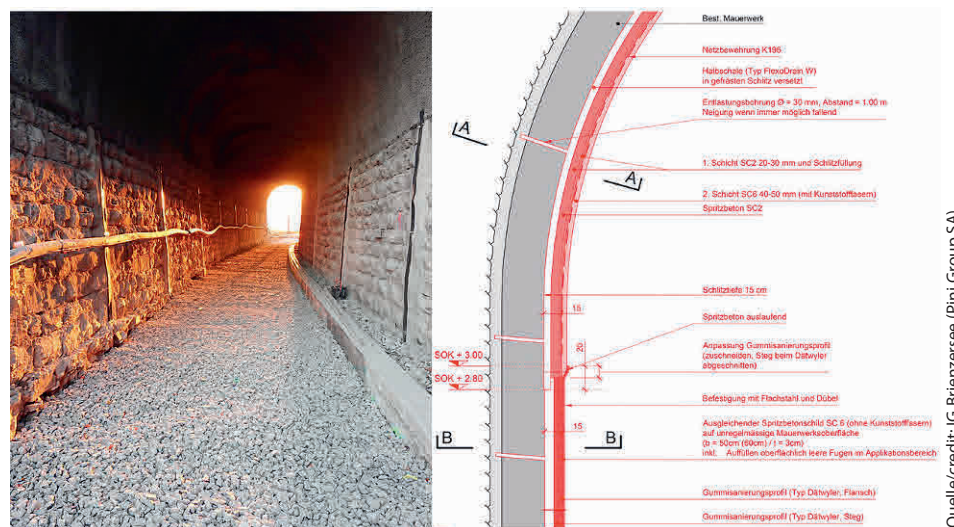 Best. Mauerwerk
Netzbewehrung K196
Halbschale (Typ FlexoDrain W)
in gefrästen Schlitz versetzt
Entlastungsbohrung Ø = 30 mm, Abstand = 1.00 m
Neigung wenn immer möglich fallend
A
1. Schicht SC2 20-30 mm und Schlitzfüllung
A
2. Schicht SC6 40-50 mm (mit Kunststofffasern)
Spritzbeton SC2
Schlitztiefe 15 cm
15
Spritzbeton auslaufend
20
SOK + 3.00
Anpassung Gummisanierungsprofil
(zuschneiden, Steg beim Dätwyler
abgeschnitten)
SOK + 2.80
Befestigung mit Flachstahl und Dübel
B
15
B
Ausgleichender Spritzbetonschild SC 6 (ohne Kunststofffasern)
auf unregelmässige Mauerwerksoberfläche
(b = 50cm (60cm) / t = 3cm)
inkl. Auffüllen oberflächlich leere Fugen im Applikationsbereich
Gummisanierungsprofil (Typ Dätwyler, Flansch)
Gummisanierungsprofil (Typ Dätwyler, Steg)
Quelle/credit: IG Brienzersee (Pini Group SA)